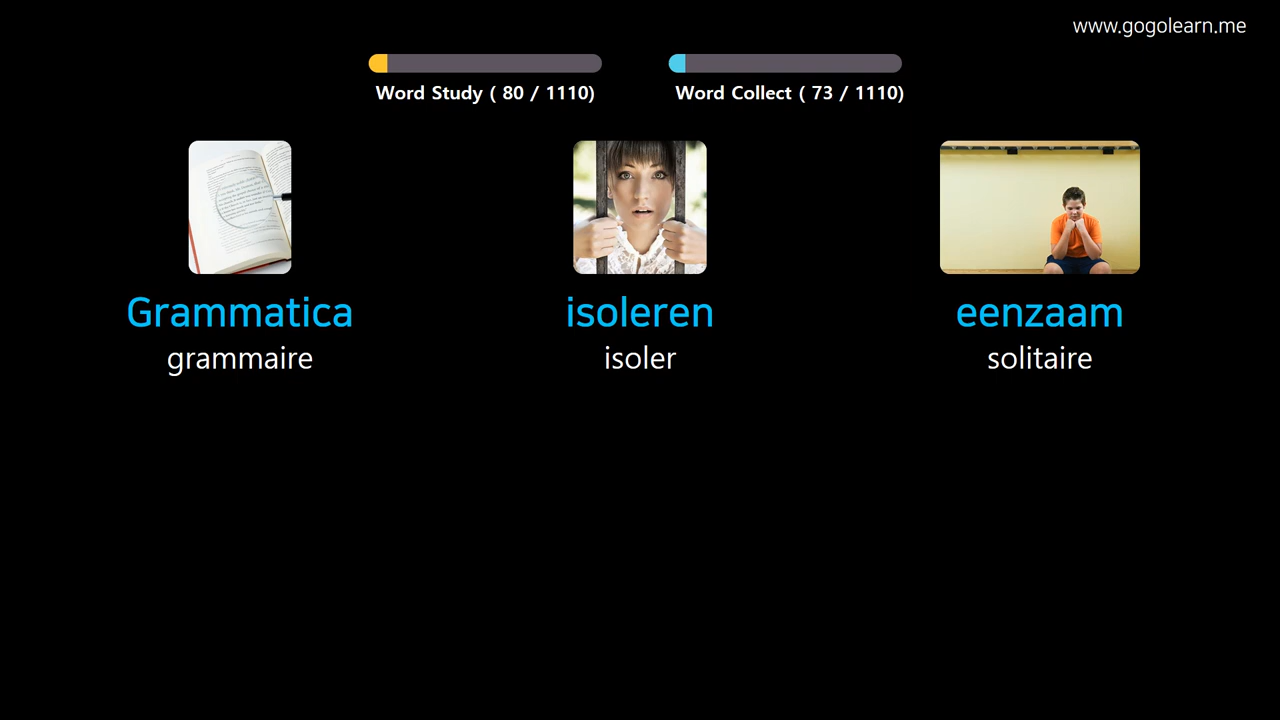 www.gogolearn.me
Word Study ( 80 / 1110)
Word Collect ( 73 / 1110)
Grammatica
isoleren
eenzaam
grammaire
isoler
solitaire